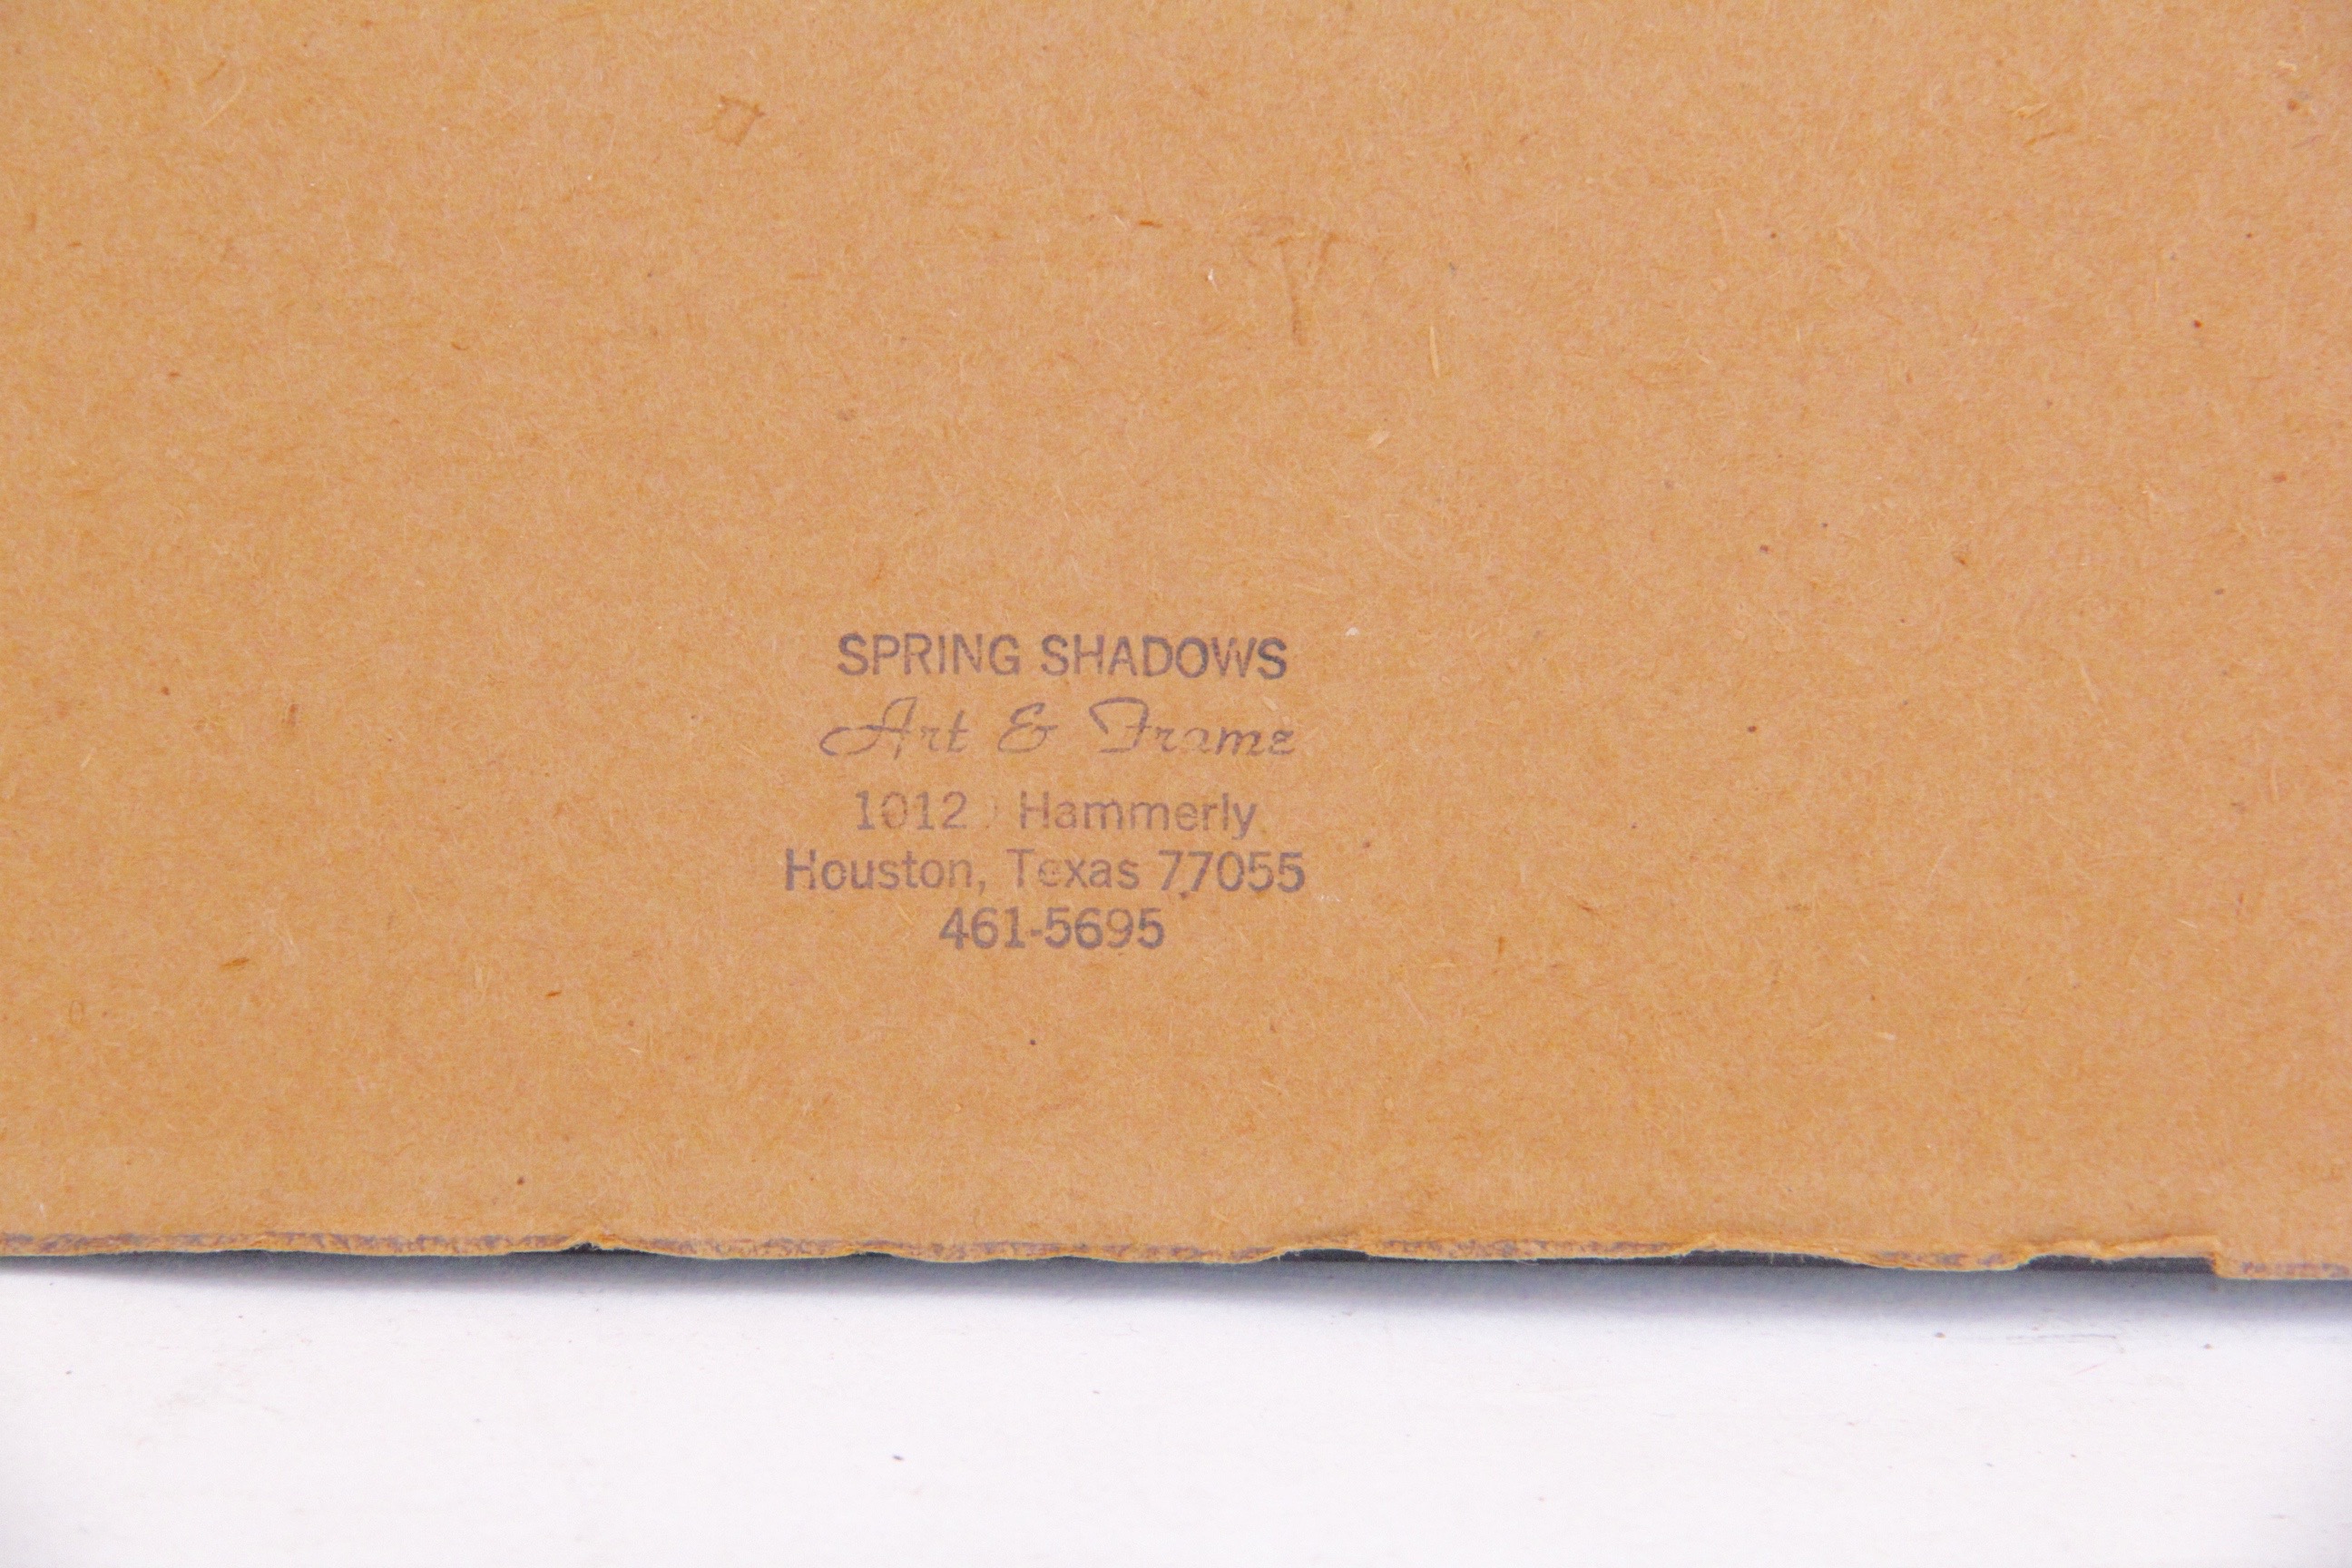 SPRING SHADOWS
Art & Frame
Hammerly
Houston, Texas 77055
461-5695